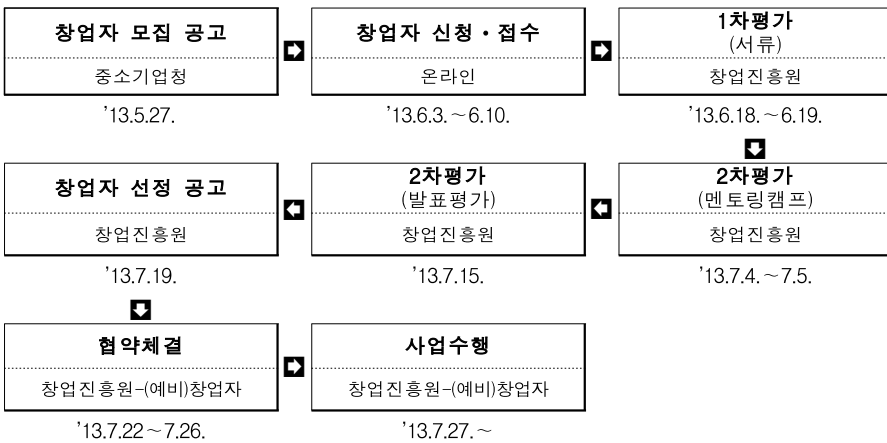 창업자 모집 공고
중소기업청
'13.5.27.
창업자 신청·접수
온라인
'13.6.3.~6.10.
1차평가
(서류)
창업진흥원
'13.6.18.~6.19.
2차평가
(멘토링캠프)
창업진흥원
'13.7.4.~7.5.
2차평가
(발표평가)
창업진흥원
'13.7.15.
창업자 선정 공고
창업진흥원
'13.7.19.
협약체결
창업진흥원-(예비)창업자
'13.7.22~7.26.
사업수행
창업진흥원-(예비)창업자
'13.7.27.~